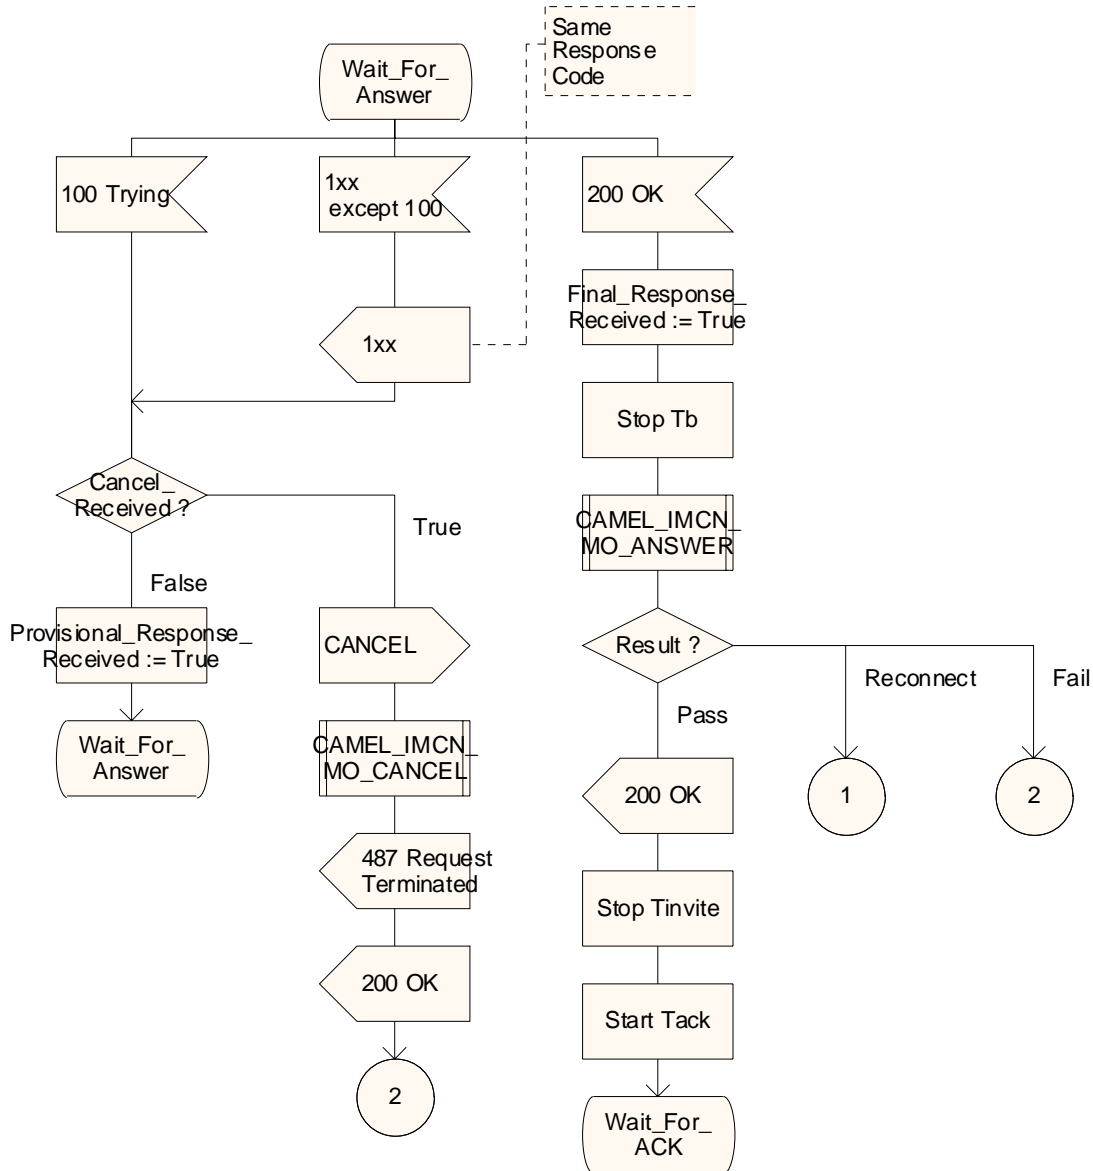 Same
Response
Code
Wait_For_
Answer
100 Trying
1xx
except 100
200 OK
Final_Response_
Received := True
1xx
Stop Tb
Cancel_
Received ?
True
CAMEL_IMCN_
MO_ANSWER
False
Provisional_Response_
Received := True
CANCEL
Result ?
Reconnect
Fail
Pass
Wait_For_
Answer
CAMEL_IMCN_
MO_CANCEL
200 OK
1
2
487 Request
Terminated
Stop Tinvite
200 OK
Start Tack
2
Wait_For_
ACK